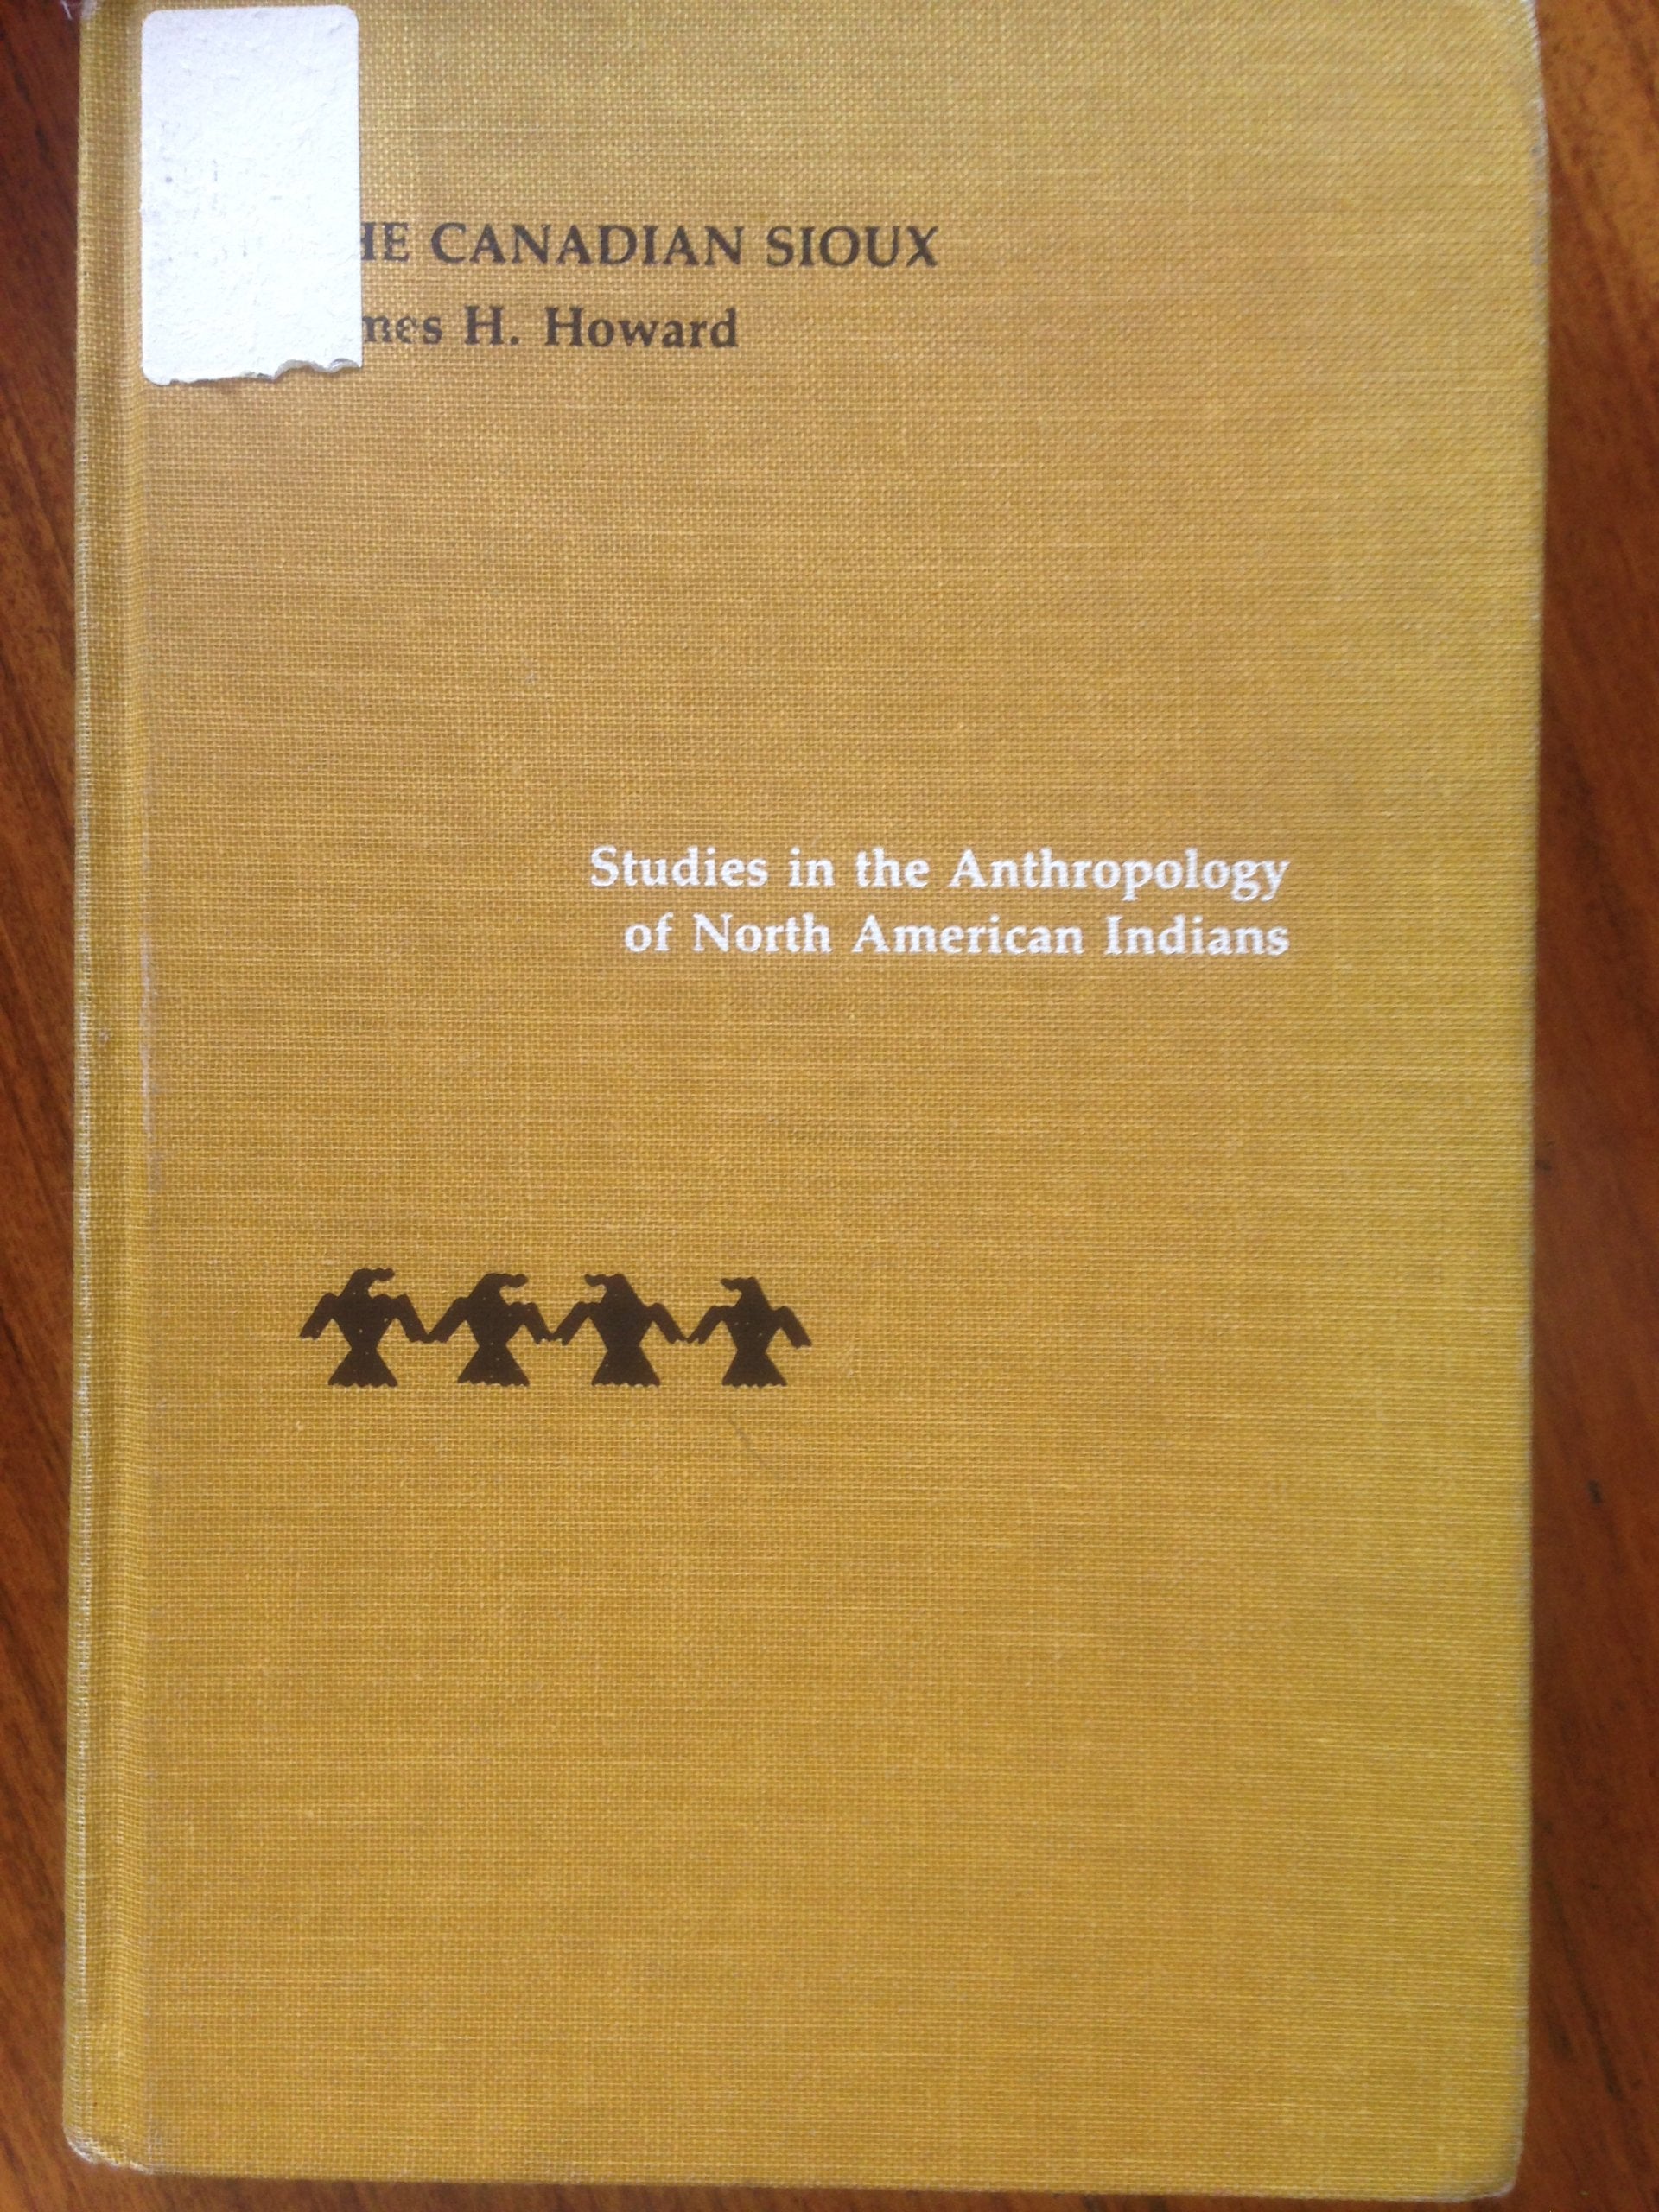 HE CANADIAN SIOUX
mes H. Howard
Studies in the Anthropology
of North American Indians